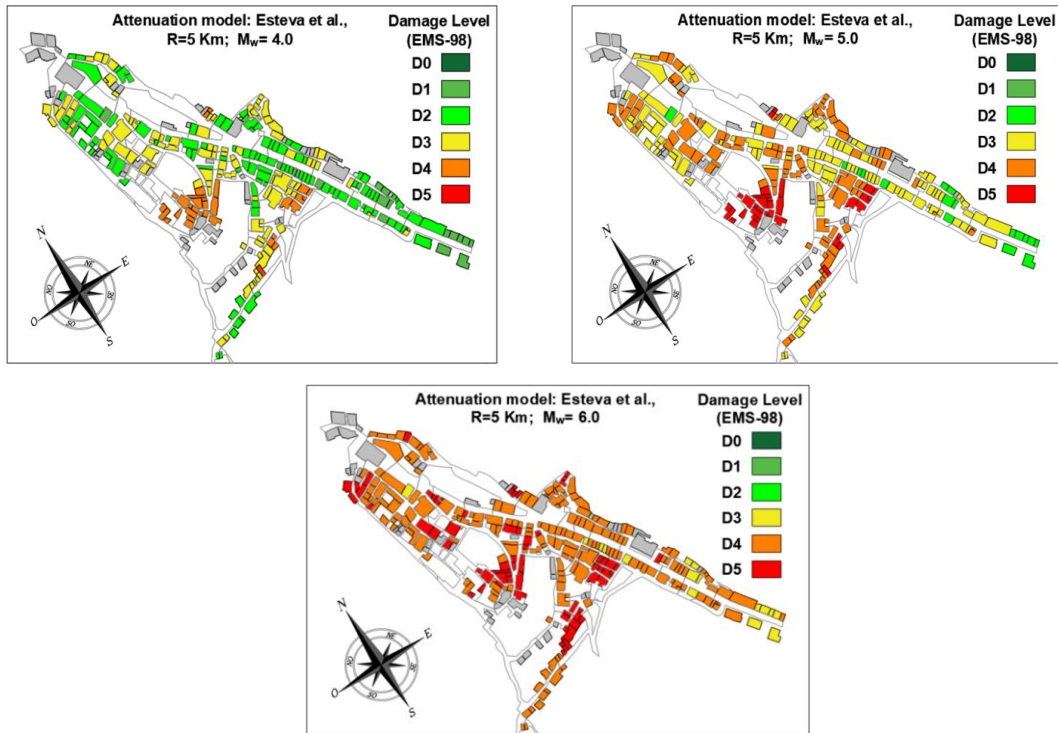 Attenuation model: Esteva et al.,
R=5 Km; Mw= 4.0
Damage Level
(EMS-98)
D0
D1
D2
D3
D4
D5
N
NE
E
SE
S
SO
O
ON
Attenuation model: Esteva et al.,
R=5 Km; Mw= 5.0
Damage Level
(EMS-98)
D0
D1
D2
D3
D4
D5
N
NE
E
SE
S
SO
O
ON
Attenuation model: Esteva et al.,
R=5 Km; Mw= 6.0
Damage Level
(EMS-98)
D0
D1
D2
D3
D4
D5
N
NE
E
SE
S
SO
O
ON